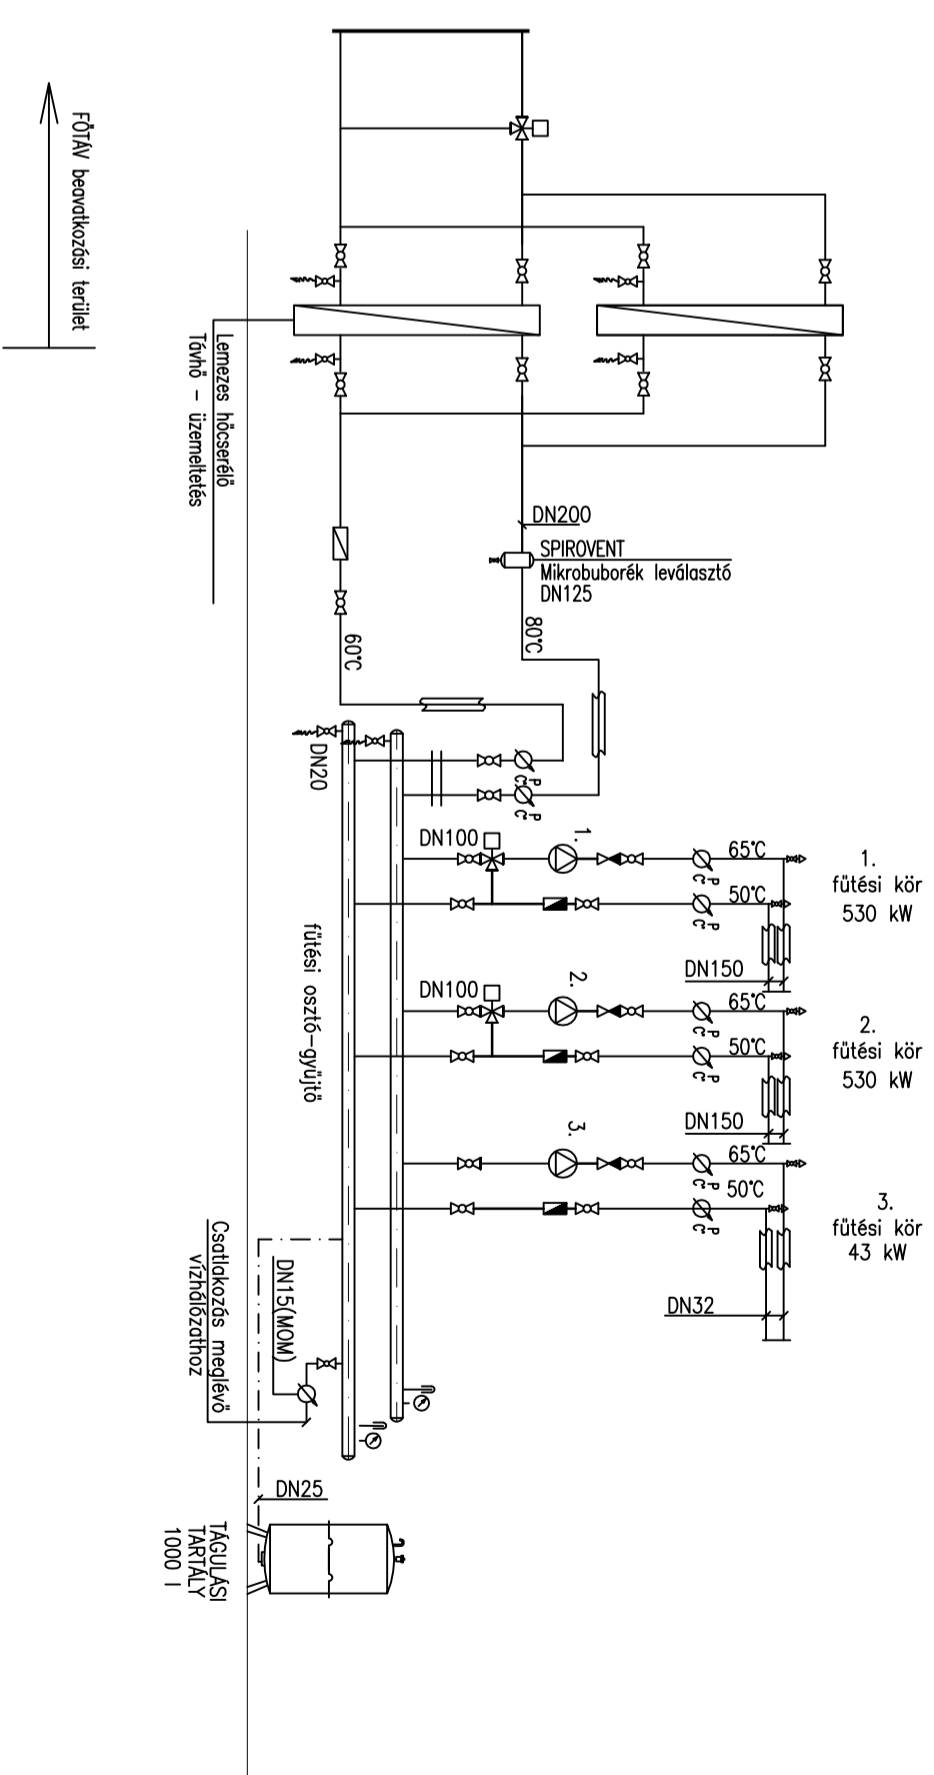 FŐTÁV beavatkozási terület
Lemezes hőcserélő
Távhő - üzemeltetés
DN200
SPIROVENT
Mikrobuborék leválasztó
DN125
80°C
60°C
DN20
P
C°
P
C°
fűtési osztó-gyűjtő
DN100
1.
65°C
P
C°
50°C
P
C°
DN150
1.
fűtési kör
530 kW
DN100
2.
65°C
P
C°
50°C
P
C°
DN150
2.
fűtési kör
530 kW
3.
65°C
P
C°
50°C
P
C°
DN32
3.
fűtési kör
43 kW
DN15(MOM)
Csatlakozás meglévő
vízhálózathoz
DN25
TÁGULÁSI
TARTÁLY
1000 l